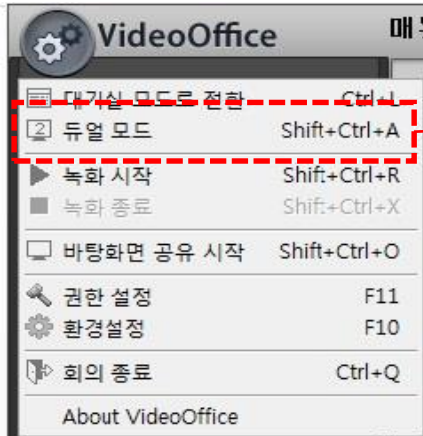 VideoOffice 매
대기실 모드로 전환 Ctrl+L
2 듀얼 모드 Shift+Ctrl+A
녹화 시작 Shift+Ctrl+R
녹화 종료 Shift+Ctrl+X
바탕화면 공유 시작 Shift+Ctrl+O
권한 설정 F11
환경설정 F10
회의 종료 Ctrl+Q
About VideoOffice